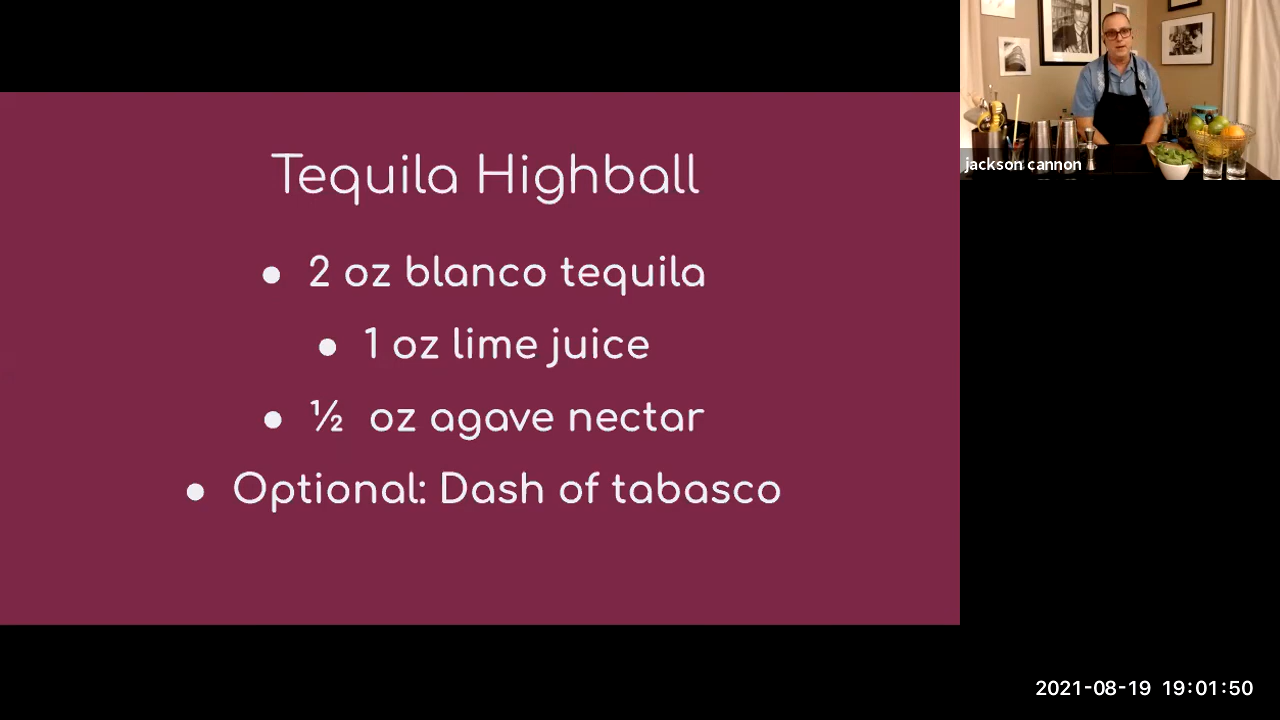 Tequila Highball
● 2 oz blanco tequila
● 1 oz lime juice
● ½ oz agave nectar
● Optional: Dash of tabasco
jackson cannon
2021-08-19 19:01:50